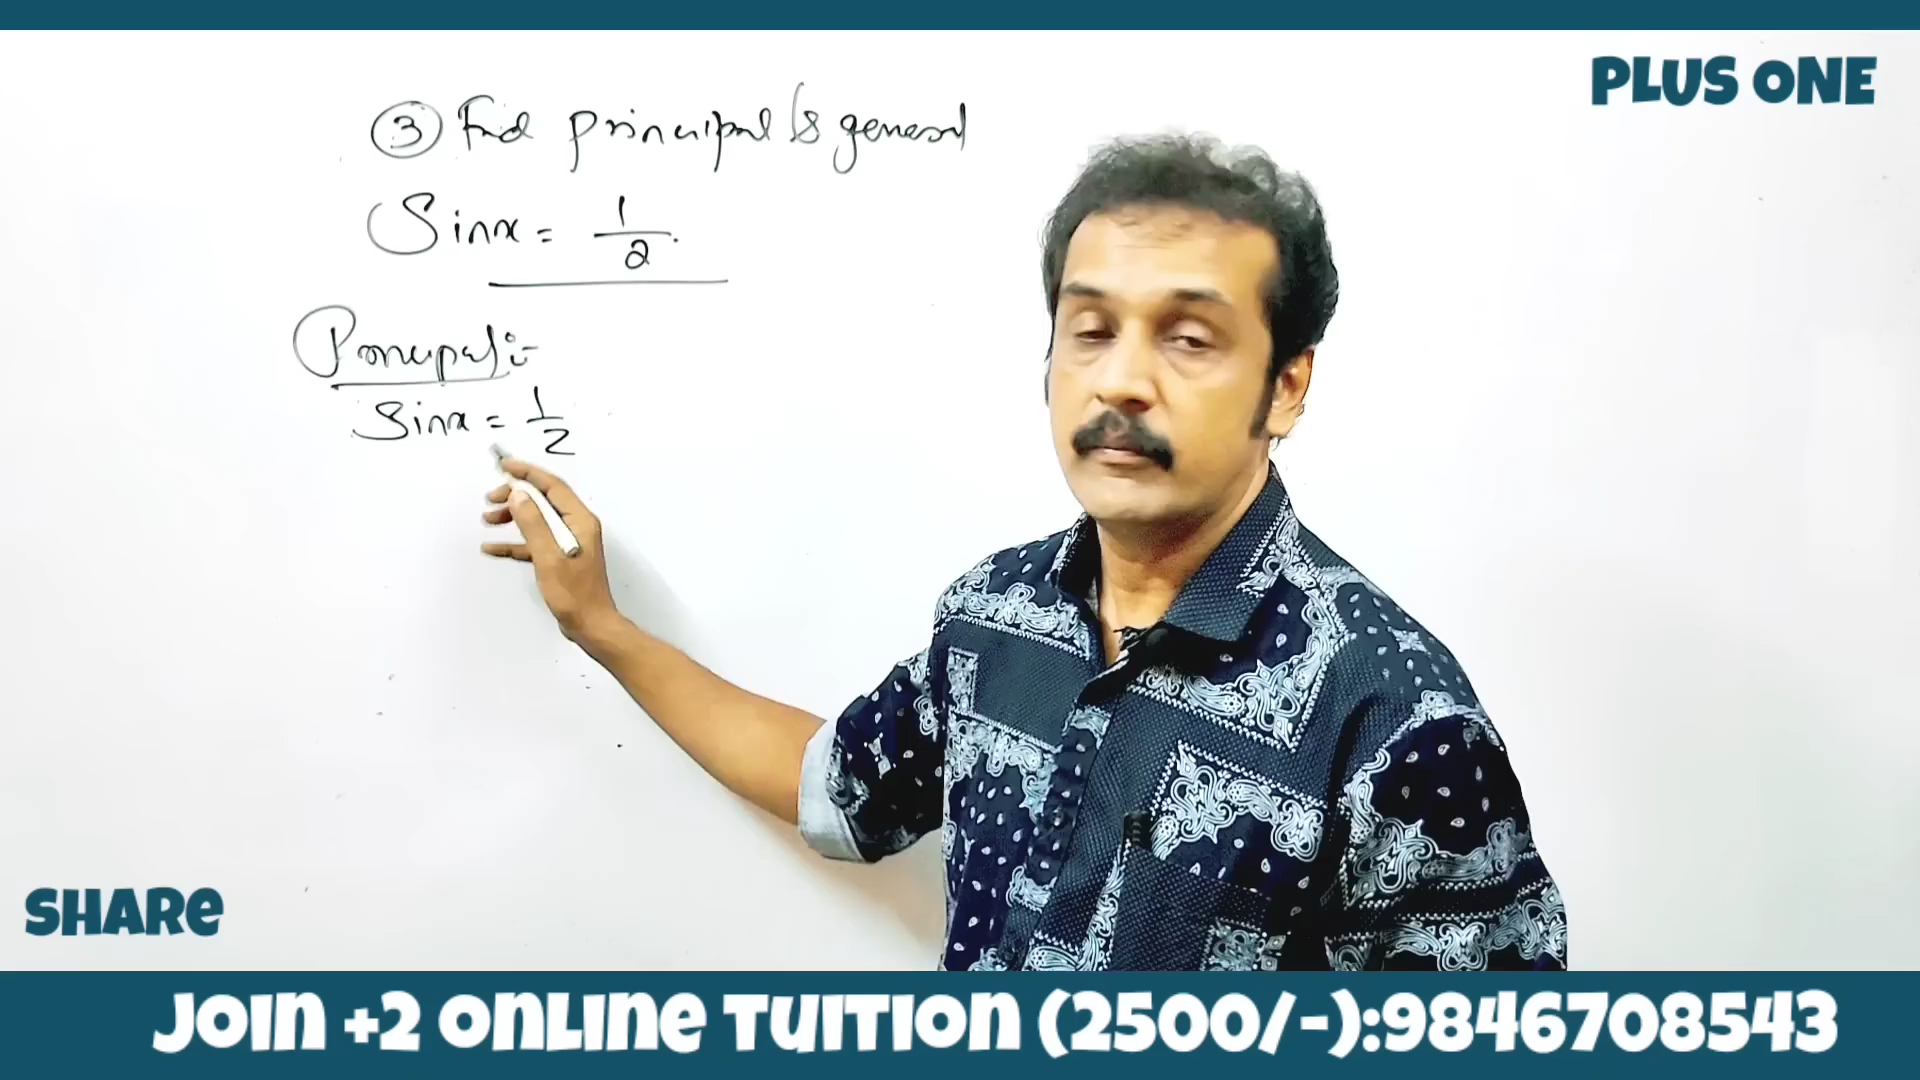 PLUS ONE
③ Find principal & general
Sinx = 1/2
Principal :-
Sinx = 1/2
SHARE
JOIN +2 ONLINE TUITION (2500/-):9846708543